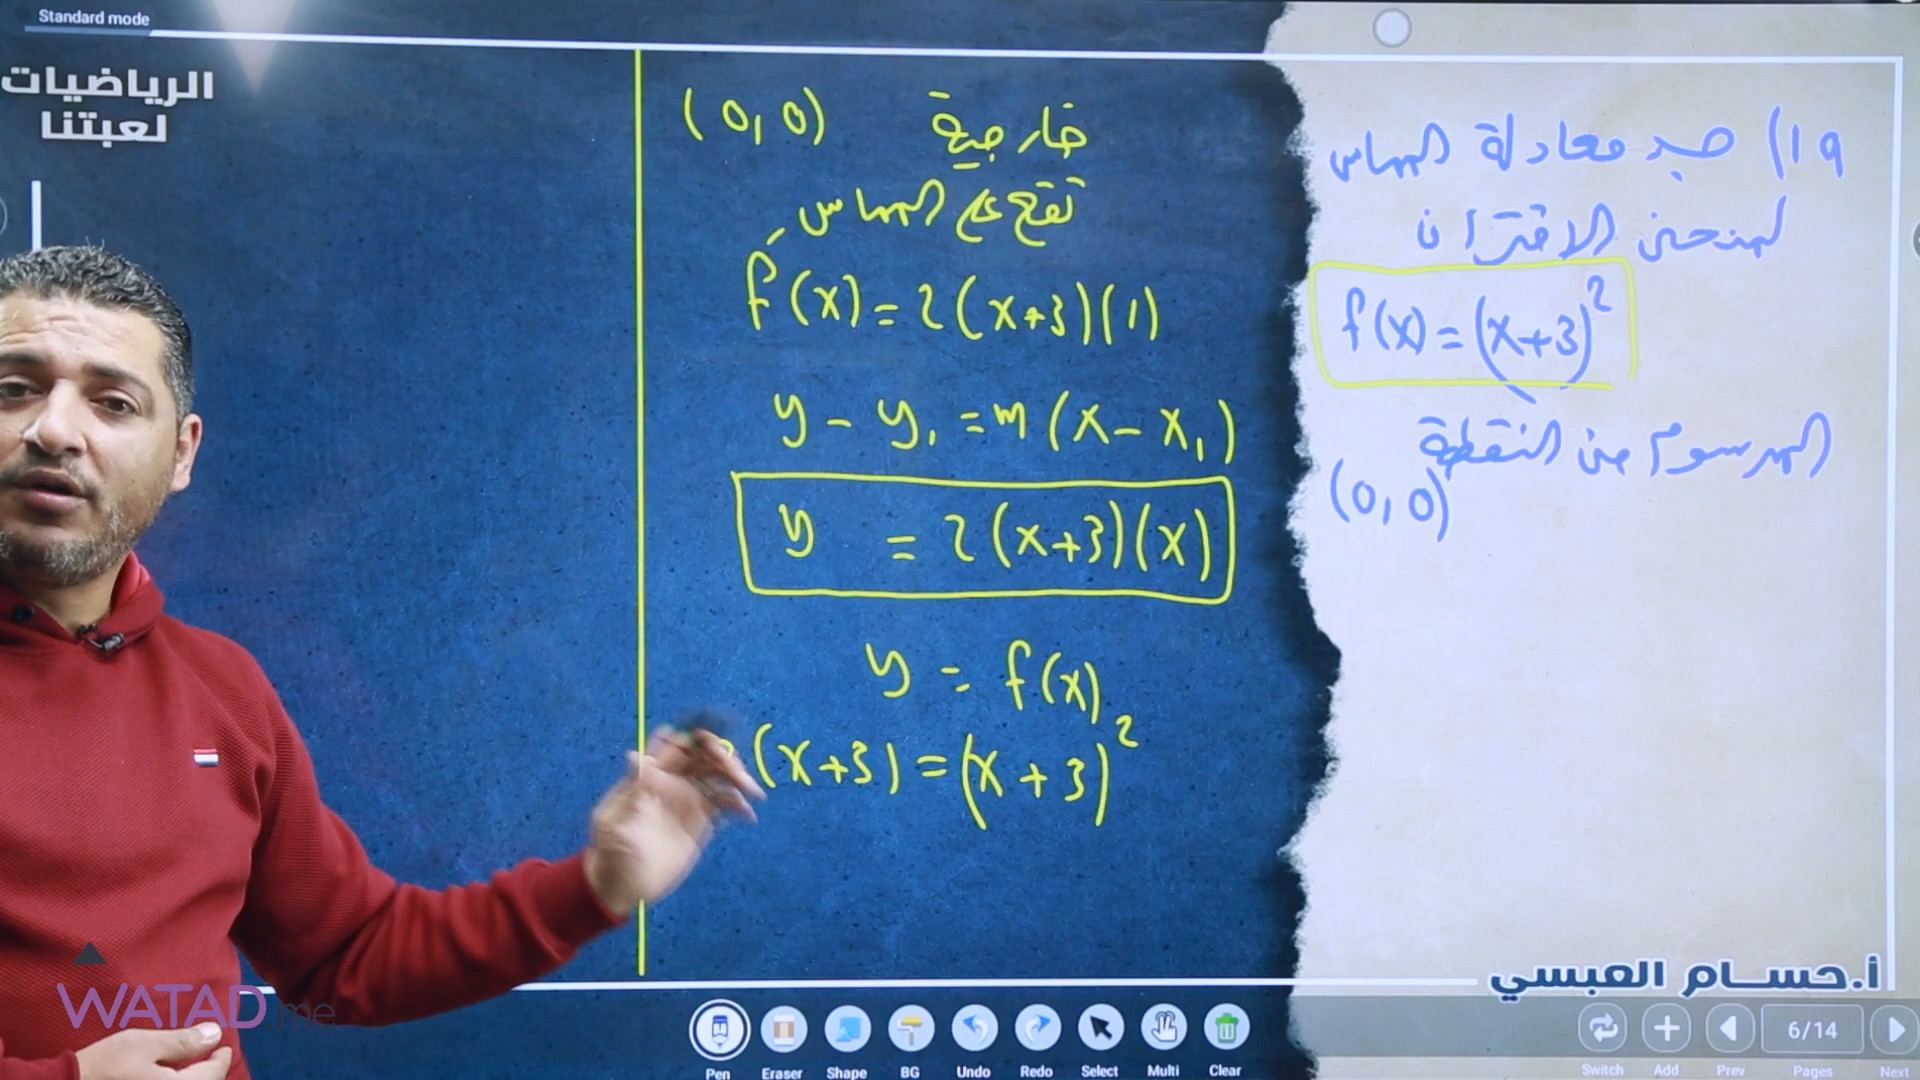 Standard mode
الرياضيات
لعبتنا
19) جد معادلة المماس
لمنحنى الاقتران
f(x) = (x+3)²
المرسوم من النقطة
(0,0)
(0,0) خارجية
تقع على المماس
f'(x) = 2(x+3)(1)
y - y₁ = m(x - x₁)
y = 2(x+3)(x)
y = f(x)
(x+3) = (x+3)²
أ.حسام العبسي
WATAD.me
Pen Eraser Shape BG Undo Redo Select Multi Clear
6/14
Switch Add Prev Pages Next